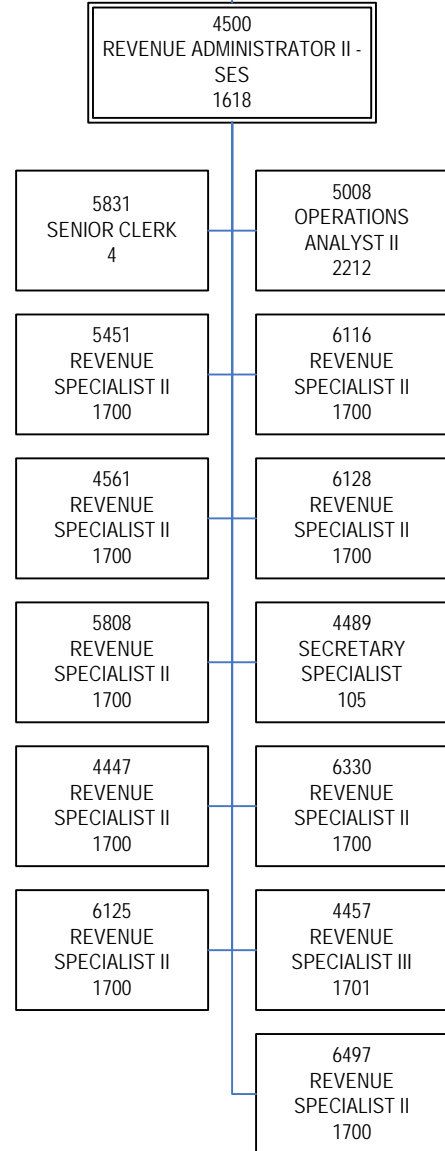 4500
REVENUE ADMINISTRATOR II -
SES
1618
5831
SENIOR CLERK
4
5008
OPERATIONS
ANALYST II
2212
5451
REVENUE
SPECIALIST II
1700
6116
REVENUE
SPECIALIST II
1700
4561
REVENUE
SPECIALIST II
1700
6128
REVENUE
SPECIALIST II
1700
5808
REVENUE
SPECIALIST II
1700
4489
SECRETARY
SPECIALIST
105
4447
REVENUE
SPECIALIST II
1700
6330
REVENUE
SPECIALIST II
1700
6125
REVENUE
SPECIALIST II
1700
4457
REVENUE
SPECIALIST III
1701
6497
REVENUE
SPECIALIST II
1700